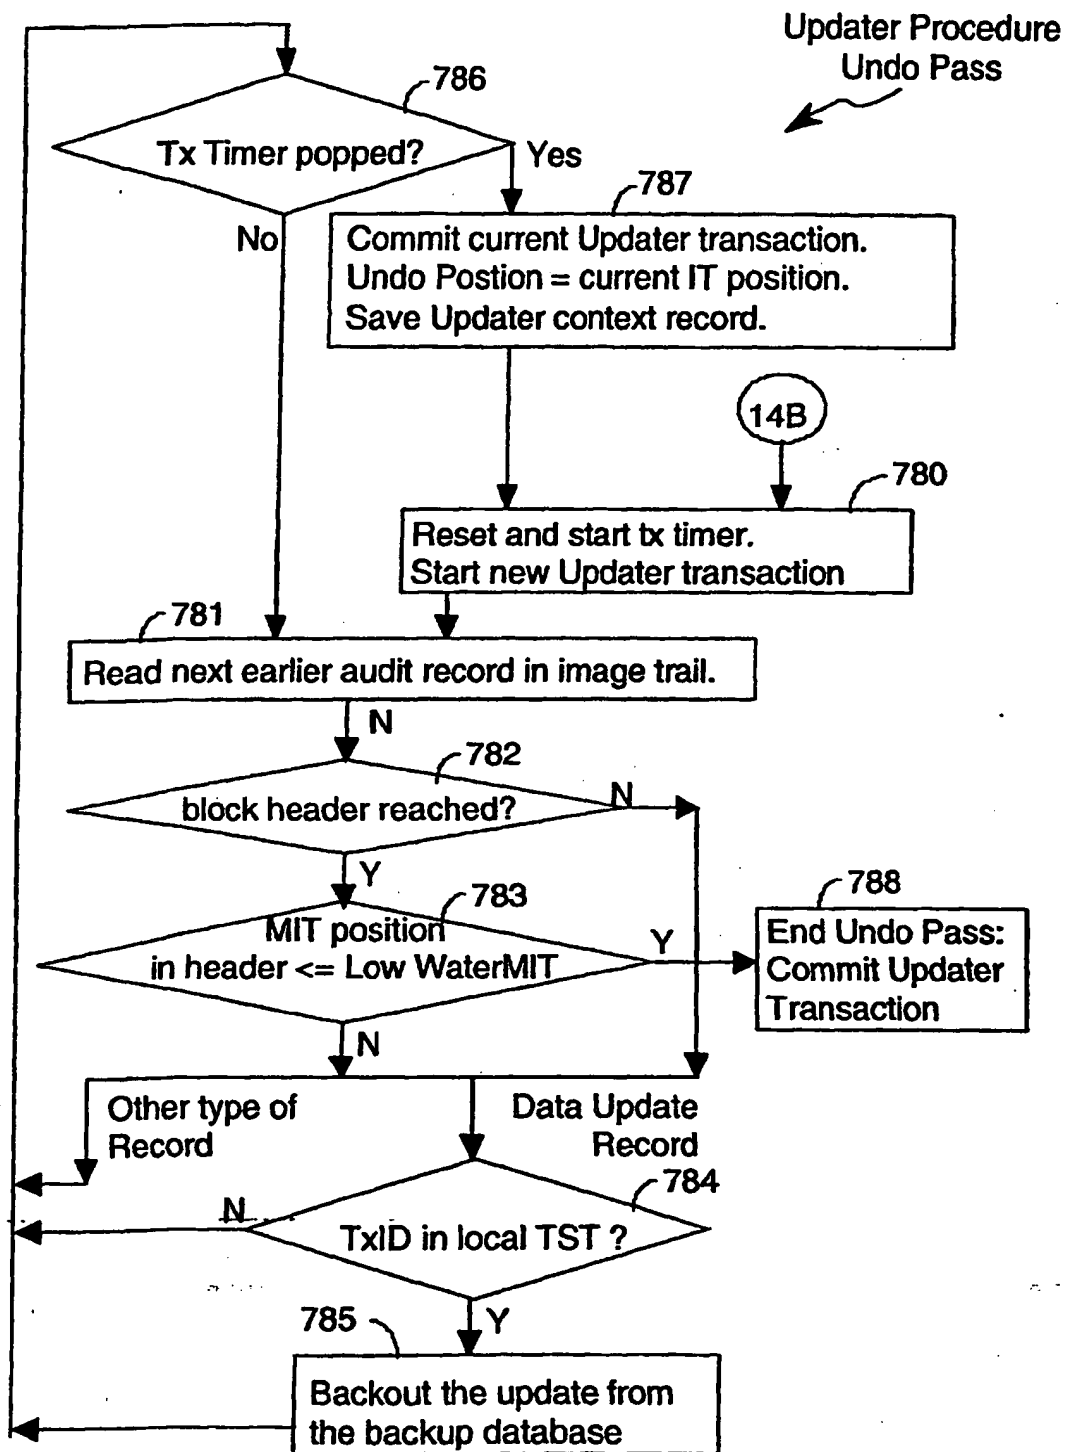 Updater Procedure
Undo Pass
786
Tx Timer popped?
Yes
787
No
Commit current Updater transaction.
Undo Postion = current IT position.
Save Updater context record.
14B
780
Reset and start tx timer.
Start new Updater transaction
781
Read next earlier audit record in image trail.
N
782
block header reached?
N
Y
783
788
MIT position
in header <= Low WaterMIT
Y
End Undo Pass:
Commit Updater
Transaction
N
Other type of
Record
Data Update
Record
784
N
TxID in local TST ?
785
Y
Backout the update from
the backup database